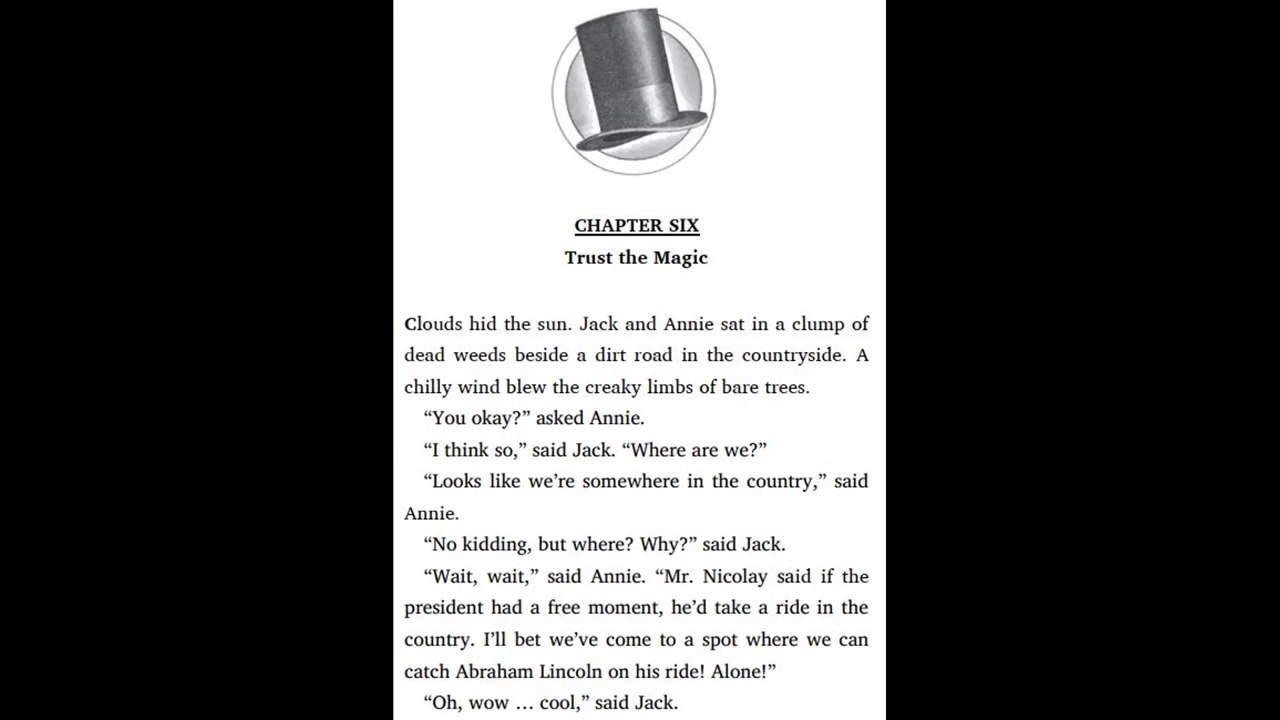 CHAPTER SIX
Trust the Magic
Clouds hid the sun. Jack and Annie sat in a clump of
dead weeds beside a dirt road in the countryside. A
chilly wind blew the creaky limbs of bare trees.
“You okay?” asked Annie.
“I think so,” said Jack. “Where are we?”
“Looks like we’re somewhere in the country,” said
Annie.
“No kidding, but where? Why?” said Jack.
“Wait, wait,” said Annie. “Mr. Nicolay said if the
president had a free moment, he’d take a ride in the
country. I’ll bet we’ve come to a spot where we can
catch Abraham Lincoln on his ride! Alone!”
“Oh, wow … cool,” said Jack.